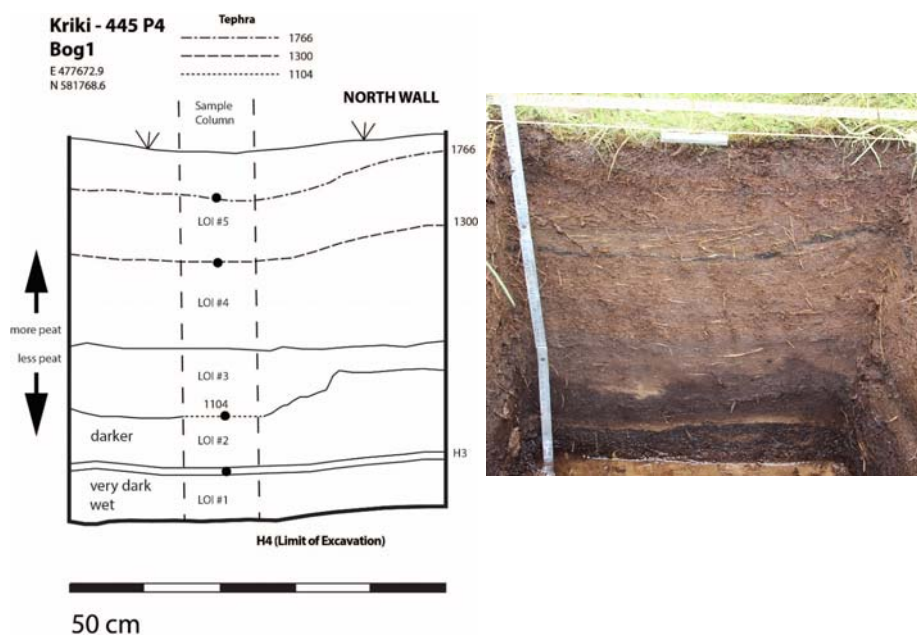 Kriki - 445 P4
Bog1
E 477672.9
N 581768.6
Tephra
1766
1300
1104
Sample
Column
NORTH WALL
1766
LOI #5
1300
more peat
less peat
LOI #4
LOI #3
1104
darker
LOI #2
H3
very dark
wet
LOI #1
H4 (Limit of Excavation)
50 cm